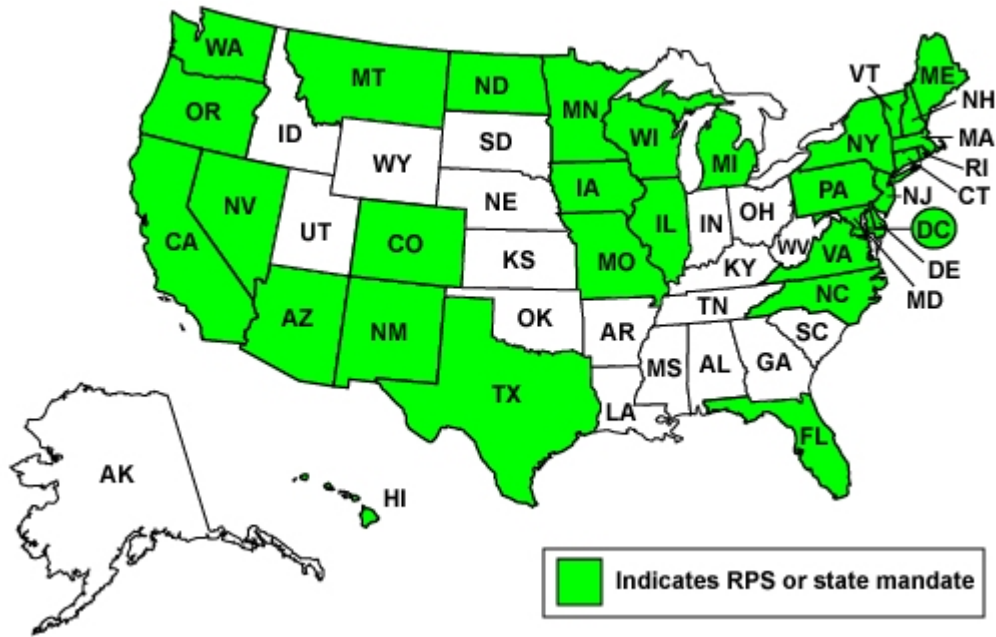 WA
MT
ND
MN
VT
ME
NH
OR
ID
SD
WI
MI
NY
MA
RI
WY
CT
NV
NE
IA
PA
NJ
CA
UT
CO
IL
IN
OH
DC
KS
MO
KY
WV
VA
DE
MD
AZ
NM
OK
AR
TN
NC
SC
TX
MS
AL
GA
LA
FL
AK
HI
Indicates RPS or state mandate